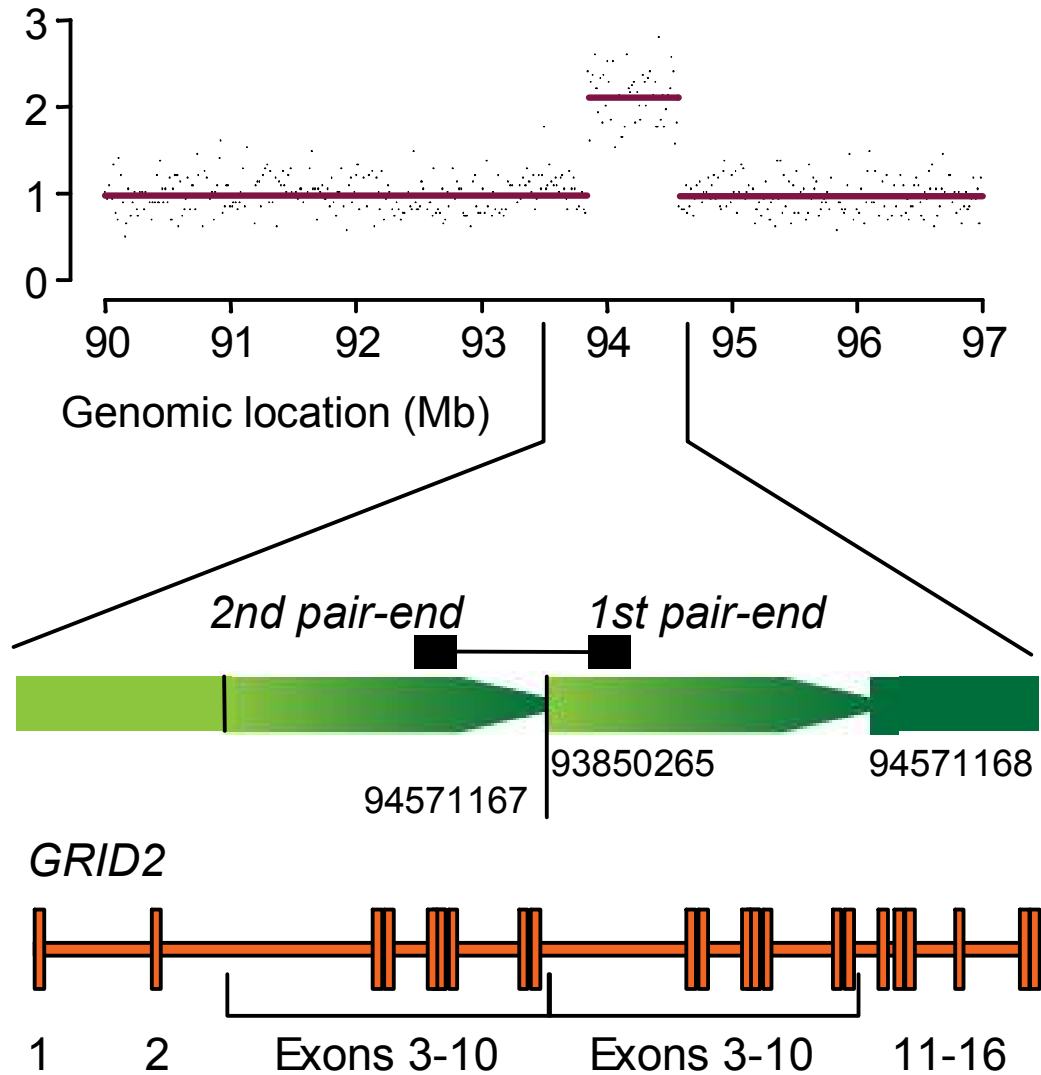 3
2
1
0
90 91 92 93 94 95 96 97
Genomic location (Mb)
2nd pair-end 1st pair-end
93850265 94571168
94571167
GRID2
1 2 Exons 3-10 Exons 3-10 11-16